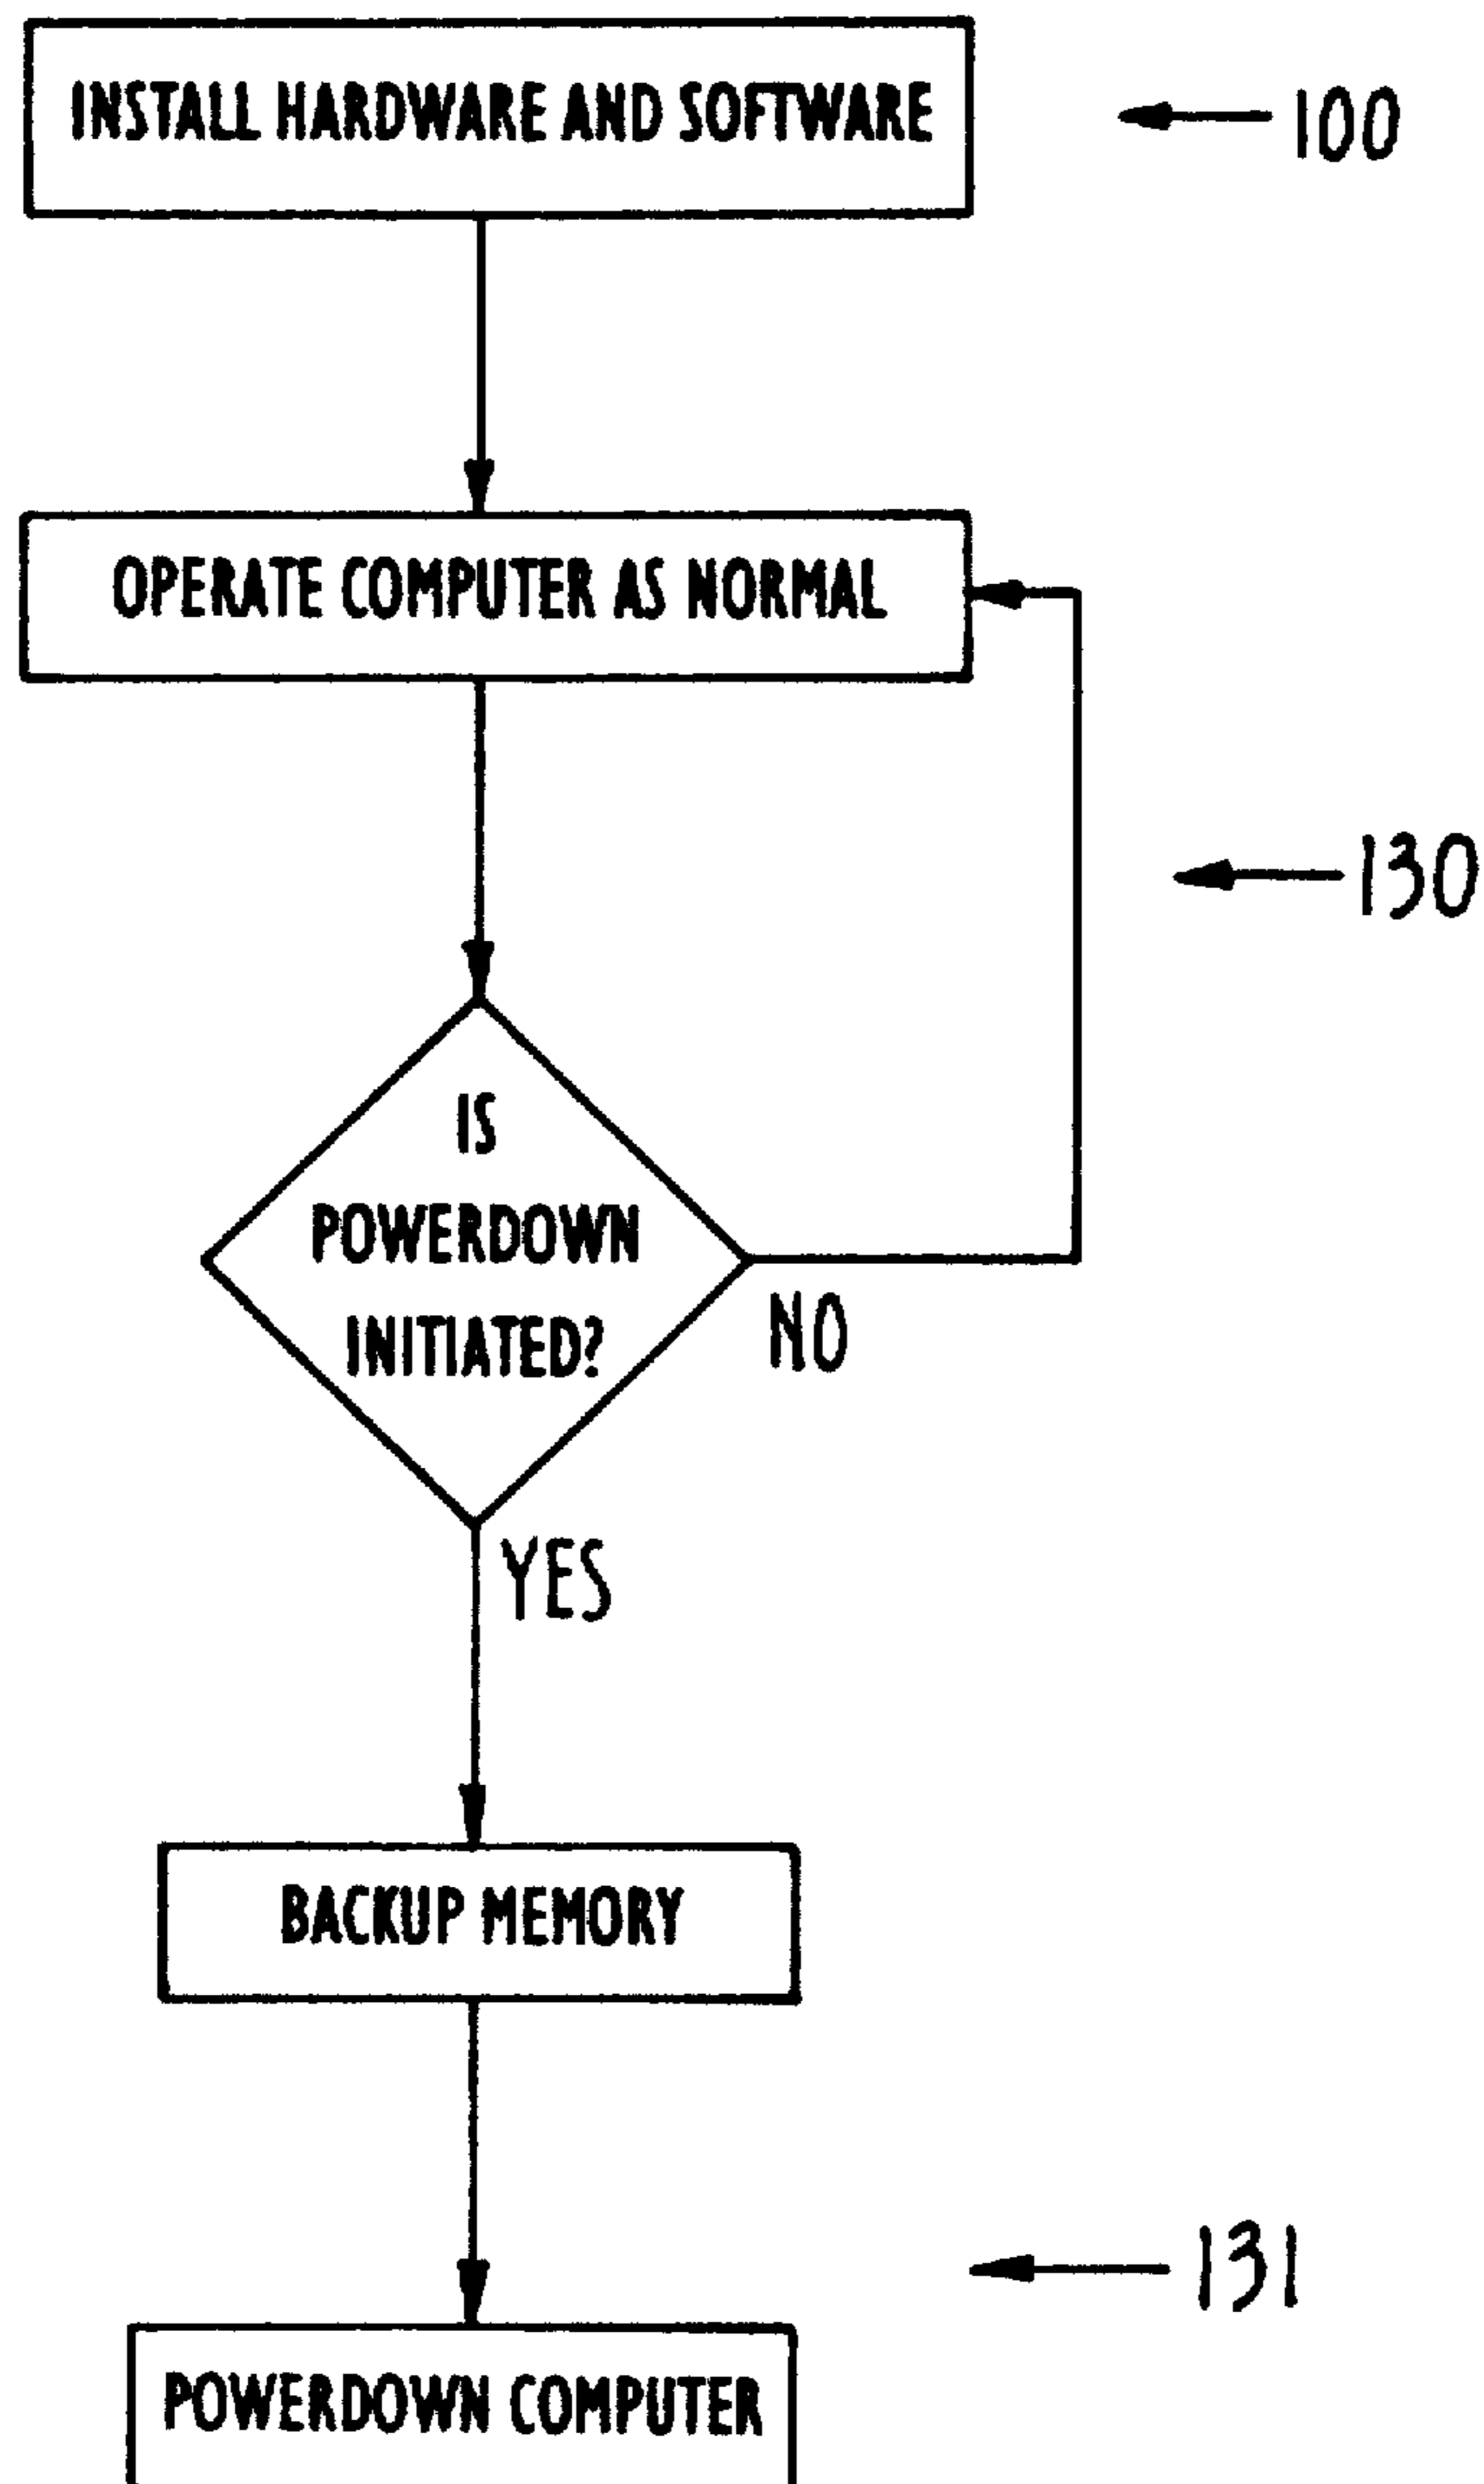 INSTALL HARDWARE AND SOFTWARE
100
OPERATE COMPUTER AS NORMAL
130
IS
POWERDOWN
INITIATED?
NO
YES
BACKUP MEMORY
131
POWERDOWN COMPUTER